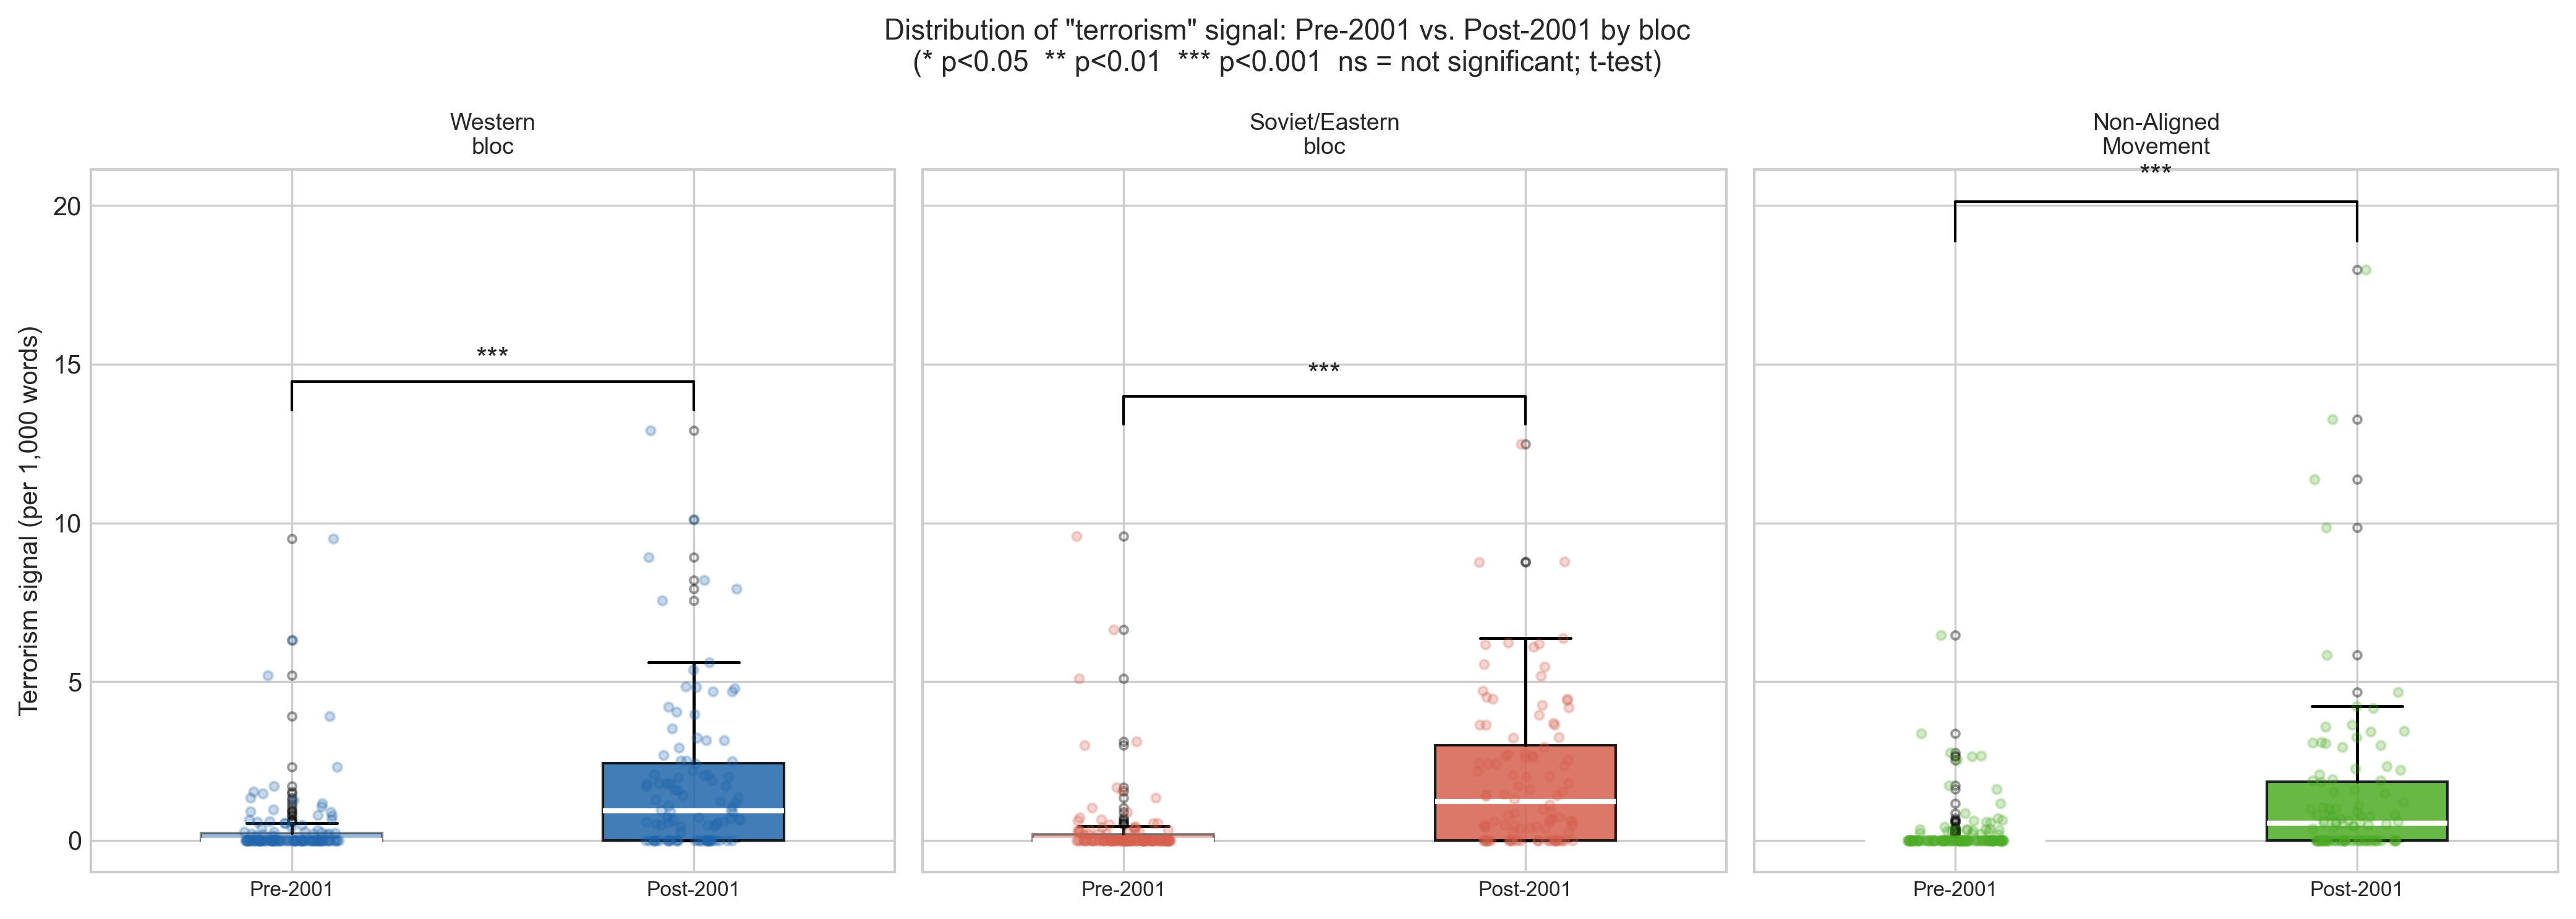 Distribution of "terrorism" signal: Pre-2001 vs. Post-2001 by bloc
(* p<0.05  ** p<0.01  *** p<0.001  ns = not significant; t-test)
Western
bloc
Soviet/Eastern
bloc
Non-Aligned
Movement
Terrorism signal (per 1,000 words)
20
15
10
5
0
***
***
***
Pre-2001
Post-2001
Pre-2001
Post-2001
Pre-2001
Post-2001